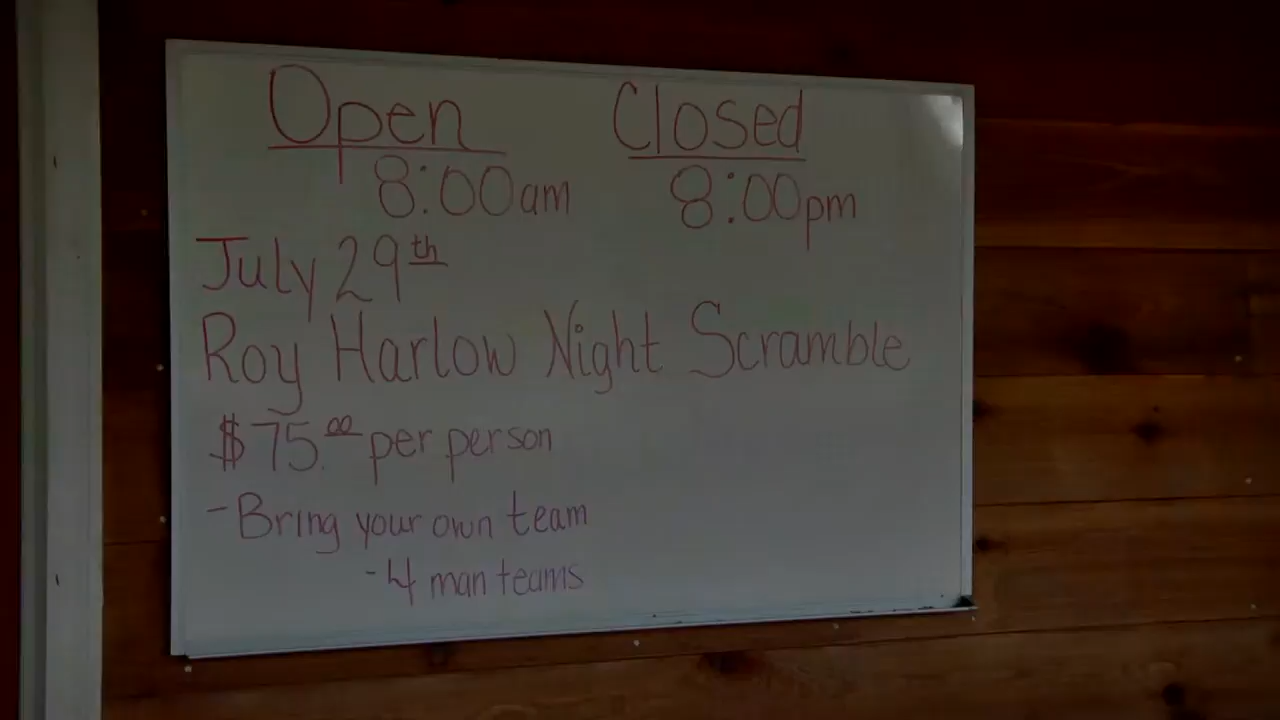 Open Closed
8:00am 8:00pm
July 29th
Roy Harlow Night Scramble
$75.00 per person
- Bring your own team
- 4 man teams